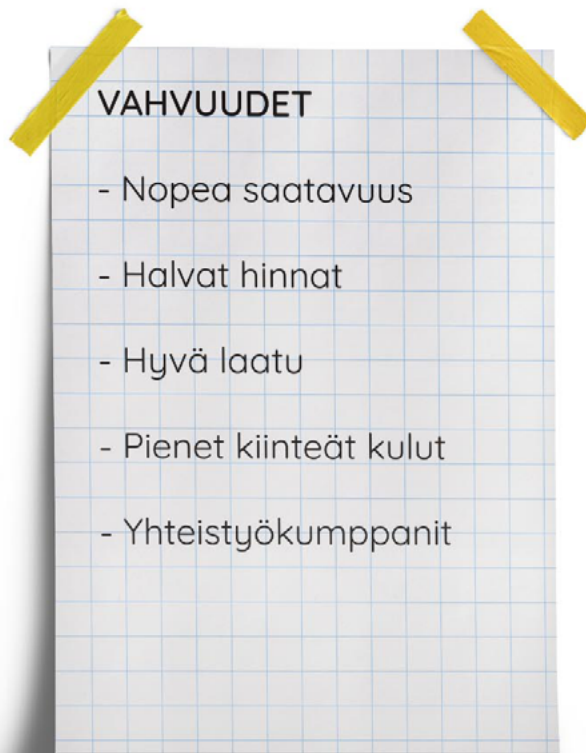 VAHVUUDET
- Nopea saatavuus
- Halvat hinnat
- Hyvä laatu
- Pienet kiinteät kulut
- Yhteistyökumppanit